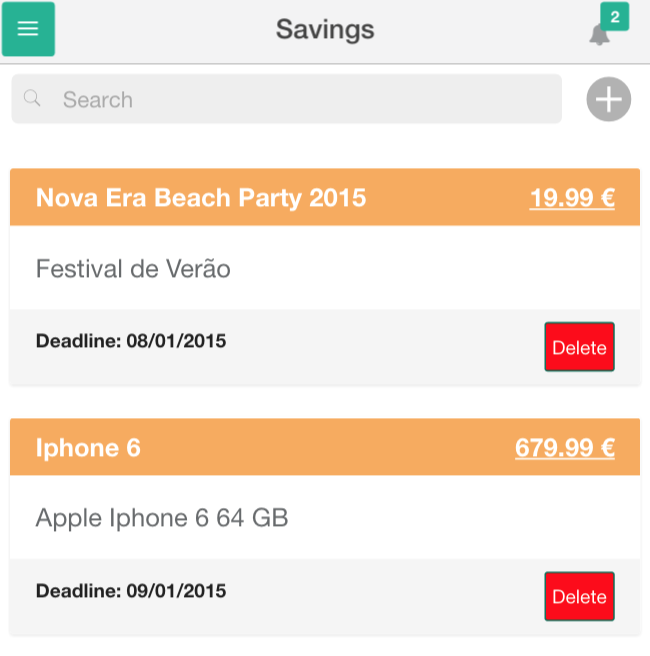 Savings
2
Search
Nova Era Beach Party 2015 19.99 €
Festival de Verão
Deadline: 08/01/2015
Delete
Iphone 6 679.99 €
Apple Iphone 6 64 GB
Deadline: 09/01/2015
Delete